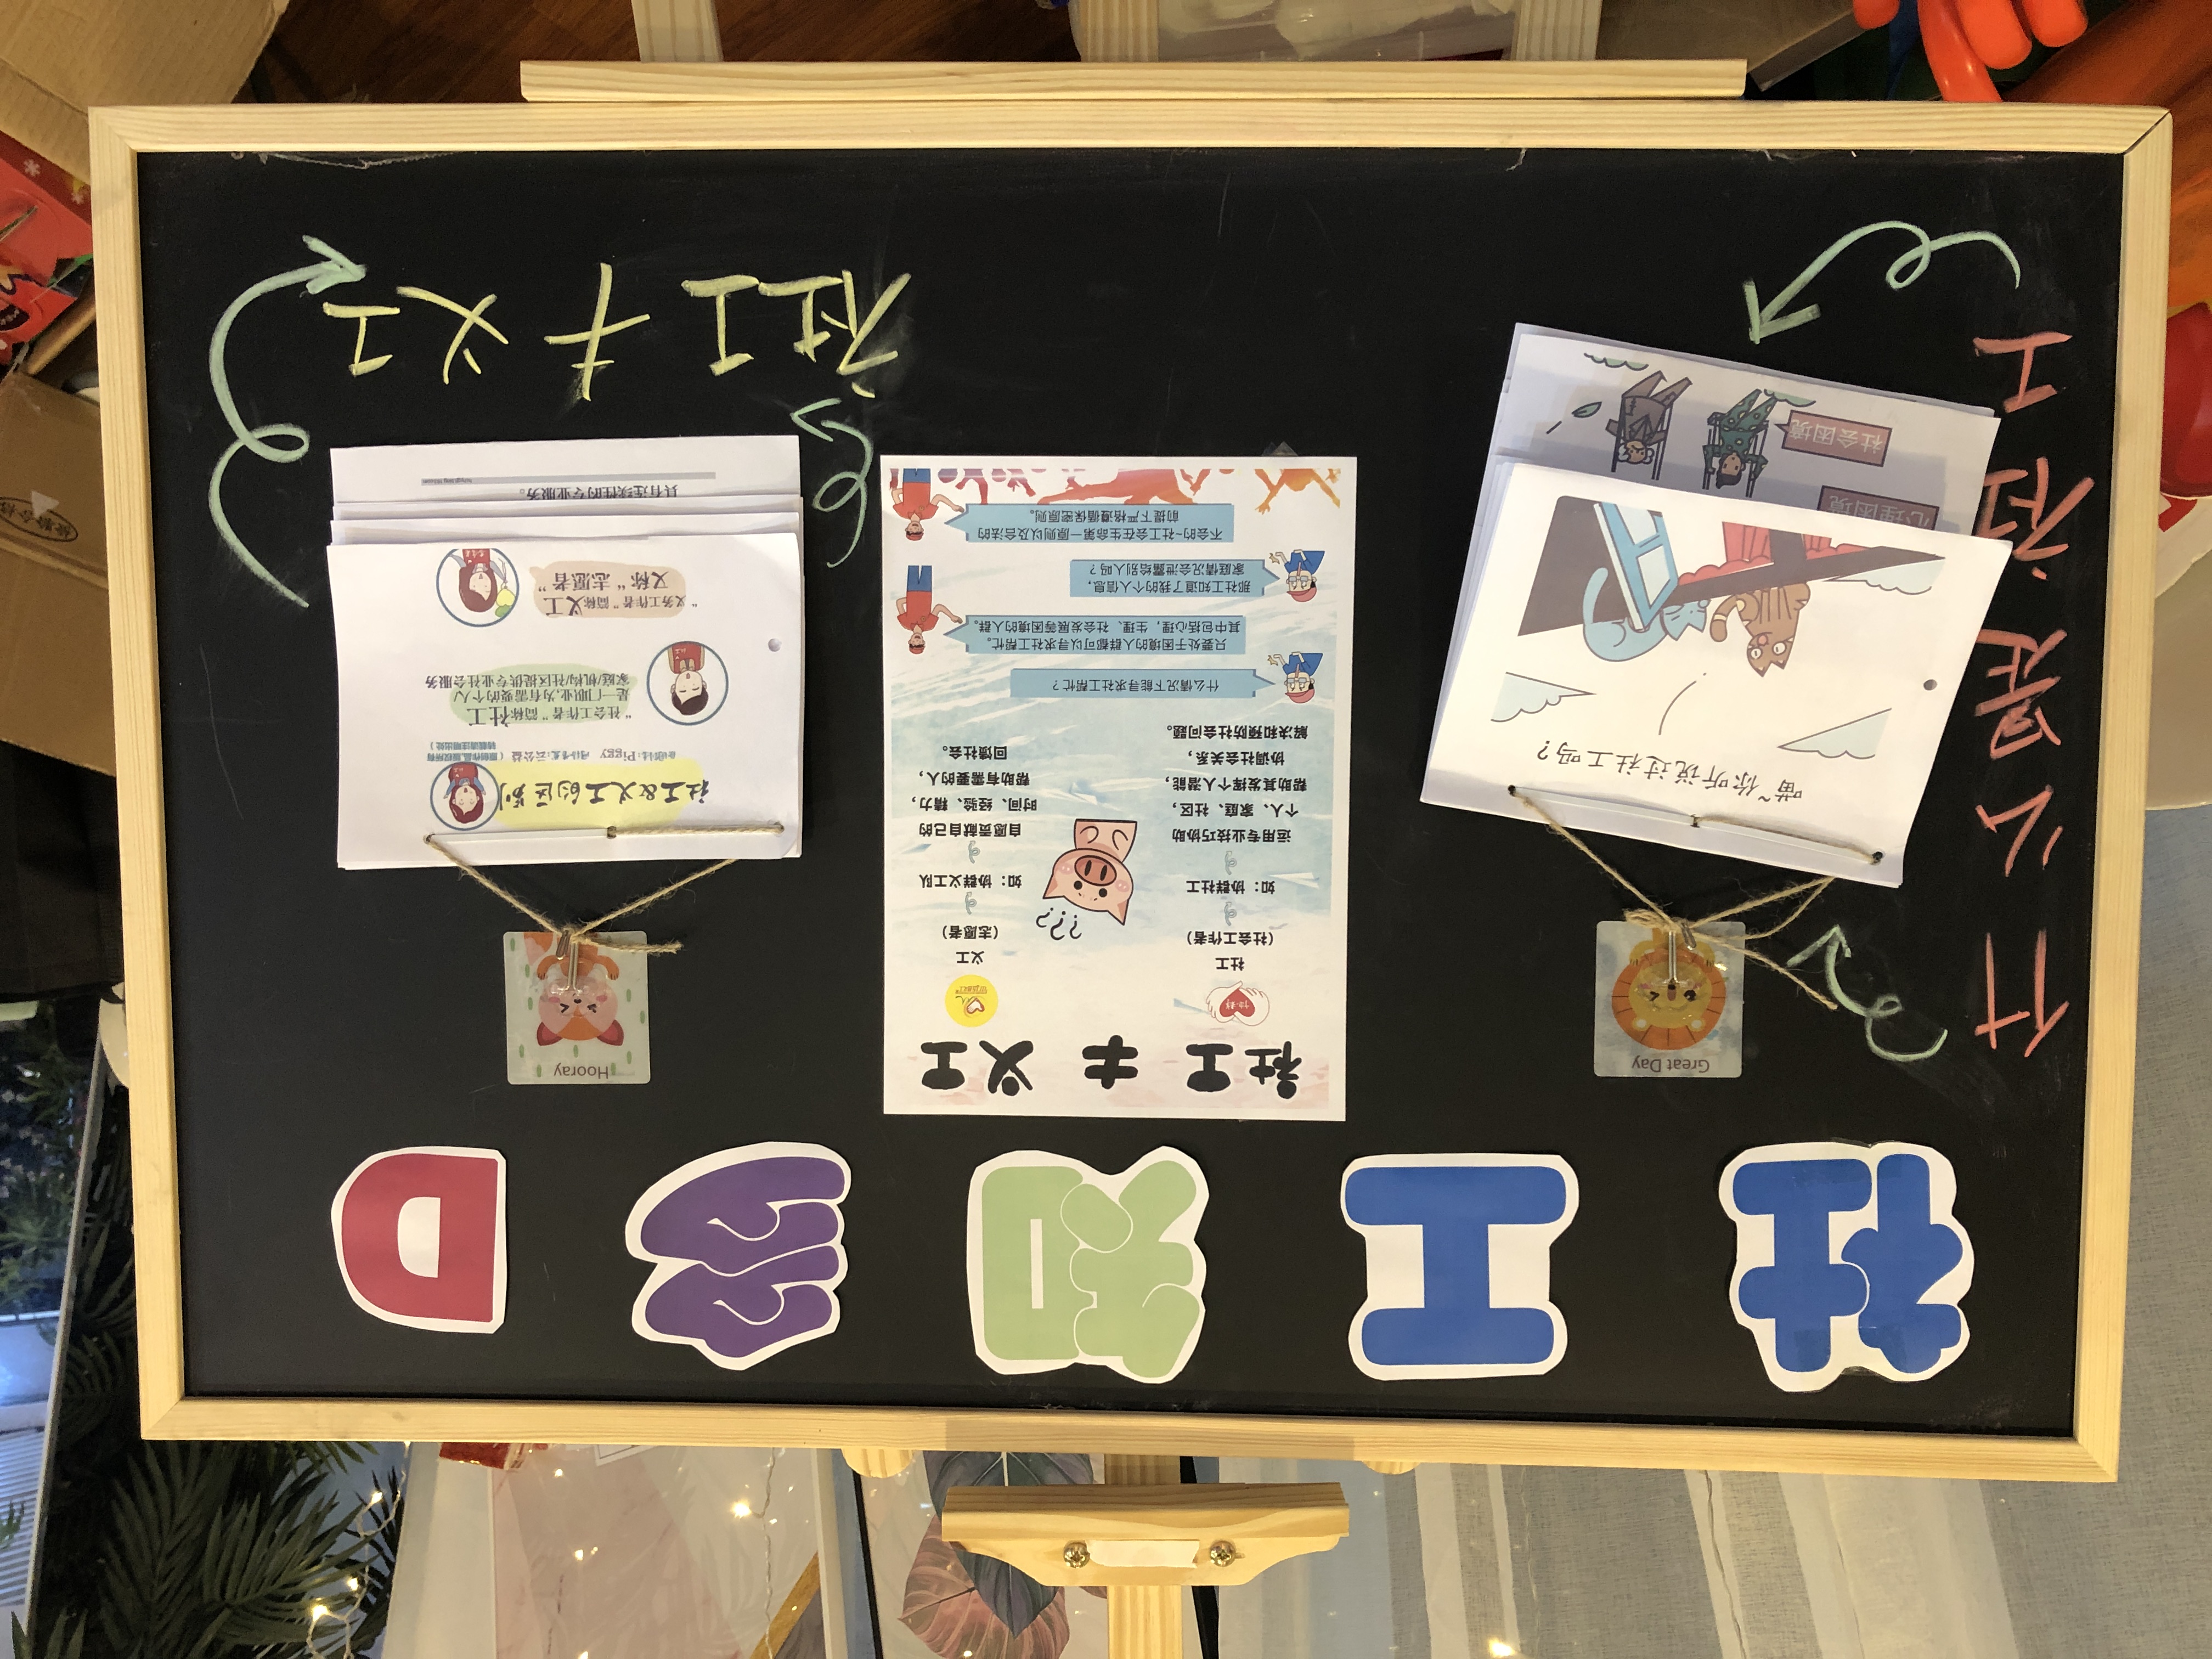 社工知多D
什么是社工
Great Day
喵~你听说过社工吗？
心理困境
社会困境
社工 ≠ 义工
社工
（社会工作者）
如：协群社工
运用专业技巧协助
个人、家庭、社区，
帮助其发挥个人潜能，
协调社会关系，
解决和预防社会问题。
义工
（志愿者）
如：协群义工队
自愿贡献自己的
时间、经验、精力，
帮助有需要的人，
回馈社会。
???
什么情况下能寻求社工帮忙？
只要处于困境的人群都可以寻求社工帮忙。
其中包括心理，生理、社会发展等困境的人群。
那社工知道了我的个人信息，
家庭情况会泄露给别人吗？
不会的~社工会在生命第一原则以及合法的
前提下严格遵循保密原则。
Hooray
社工&义工的区别
“社会工作者”简称社工
是一门职业，为有需要的个人/
家庭/机构/社区提供专业社会服务
“义务工作者”简称义工
又称“志愿者”
具有连续性的专业服务。
社工 ≠ 义工